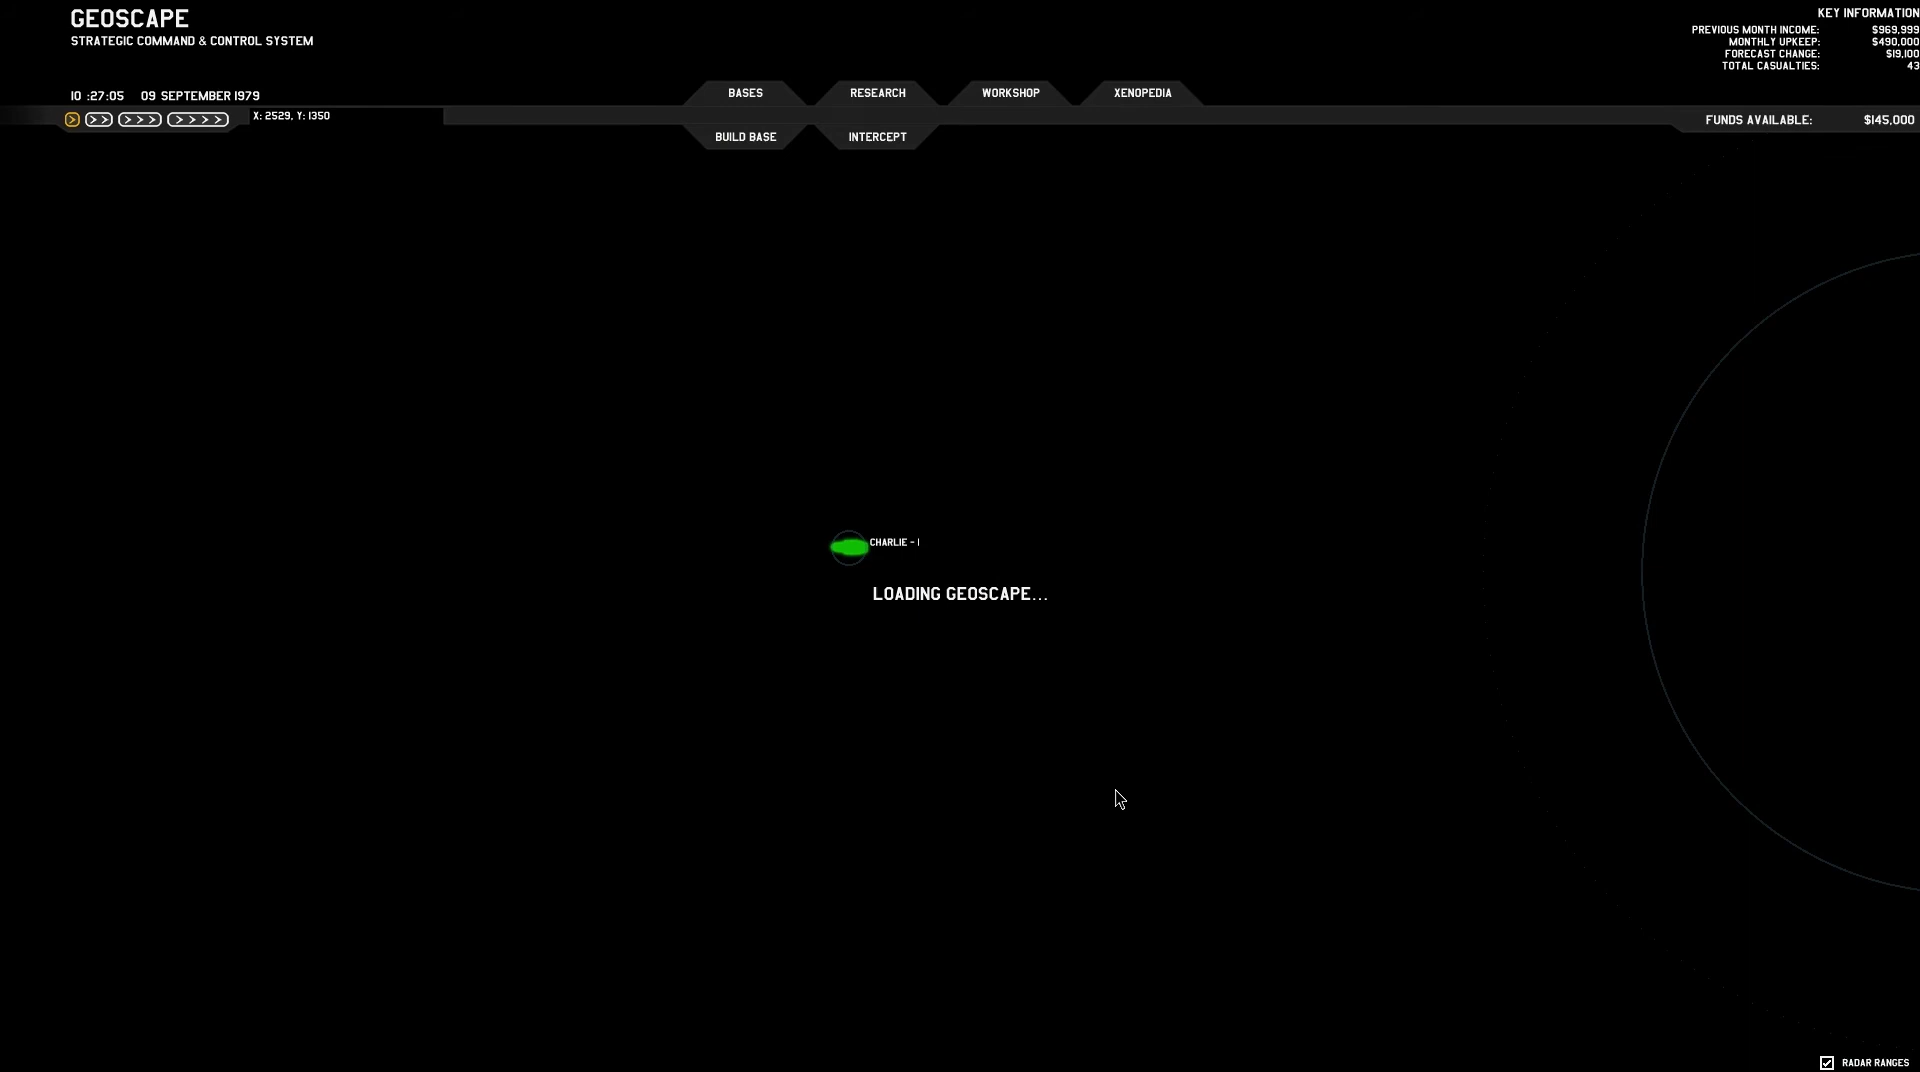 GEOSCAPE
STRATEGIC COMMAND & CONTROL SYSTEM
KEY INFORMATION
PREVIOUS MONTH INCOME: $969,999
MONTHLY UPKEEP: $490,000
FORECAST CHANGE: $19,100
TOTAL CASUALTIES: 43
10 :27:05 09 SEPTEMBER 1979
BASES RESEARCH WORKSHOP XENOPEDIA
X: 2529, Y: 1350
FUNDS AVAILABLE: $145,000
BUILD BASE INTERCEPT
CHARLIE - 1
LOADING GEOSCAPE...
RADAR RANGES